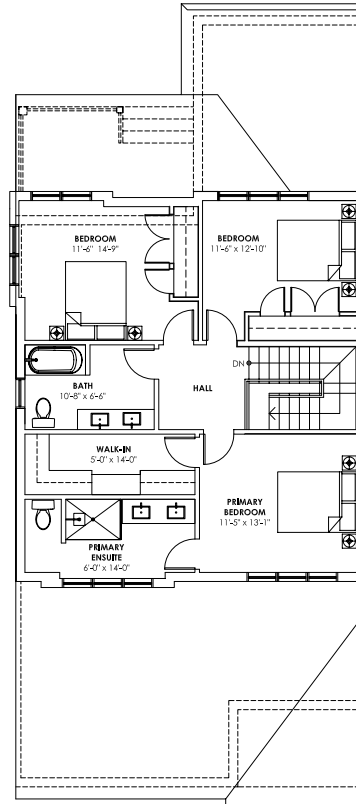 BEDROOM
11'-6" 14'-9"
BEDROOM
11'-6" x 12'-10"
DN
BATH
10'-8" x 6'-6"
HALL
WALK-IN
5'-0" x 14'-0"
PRIMARY
BEDROOM
11'-5" x 13'-1"
PRIMARY
ENSUITE
6'-0" x 14'-0"